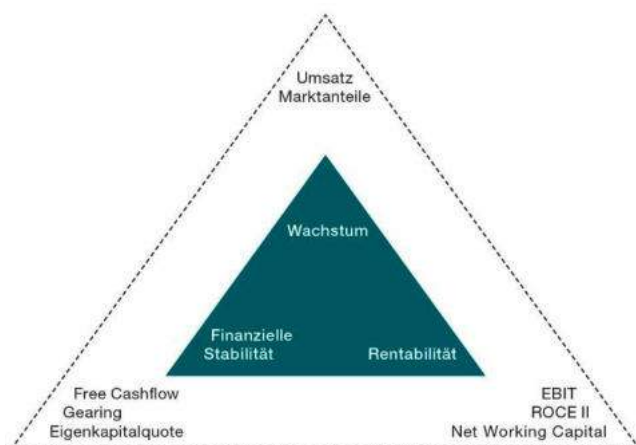 Umsatz
Marktanteile
Wachstum
Finanzielle
Stabilität
Rentabilität
Free Cashflow
Gearing
Eigenkapitalquote
EBIT
ROCE II
Net Working Capital